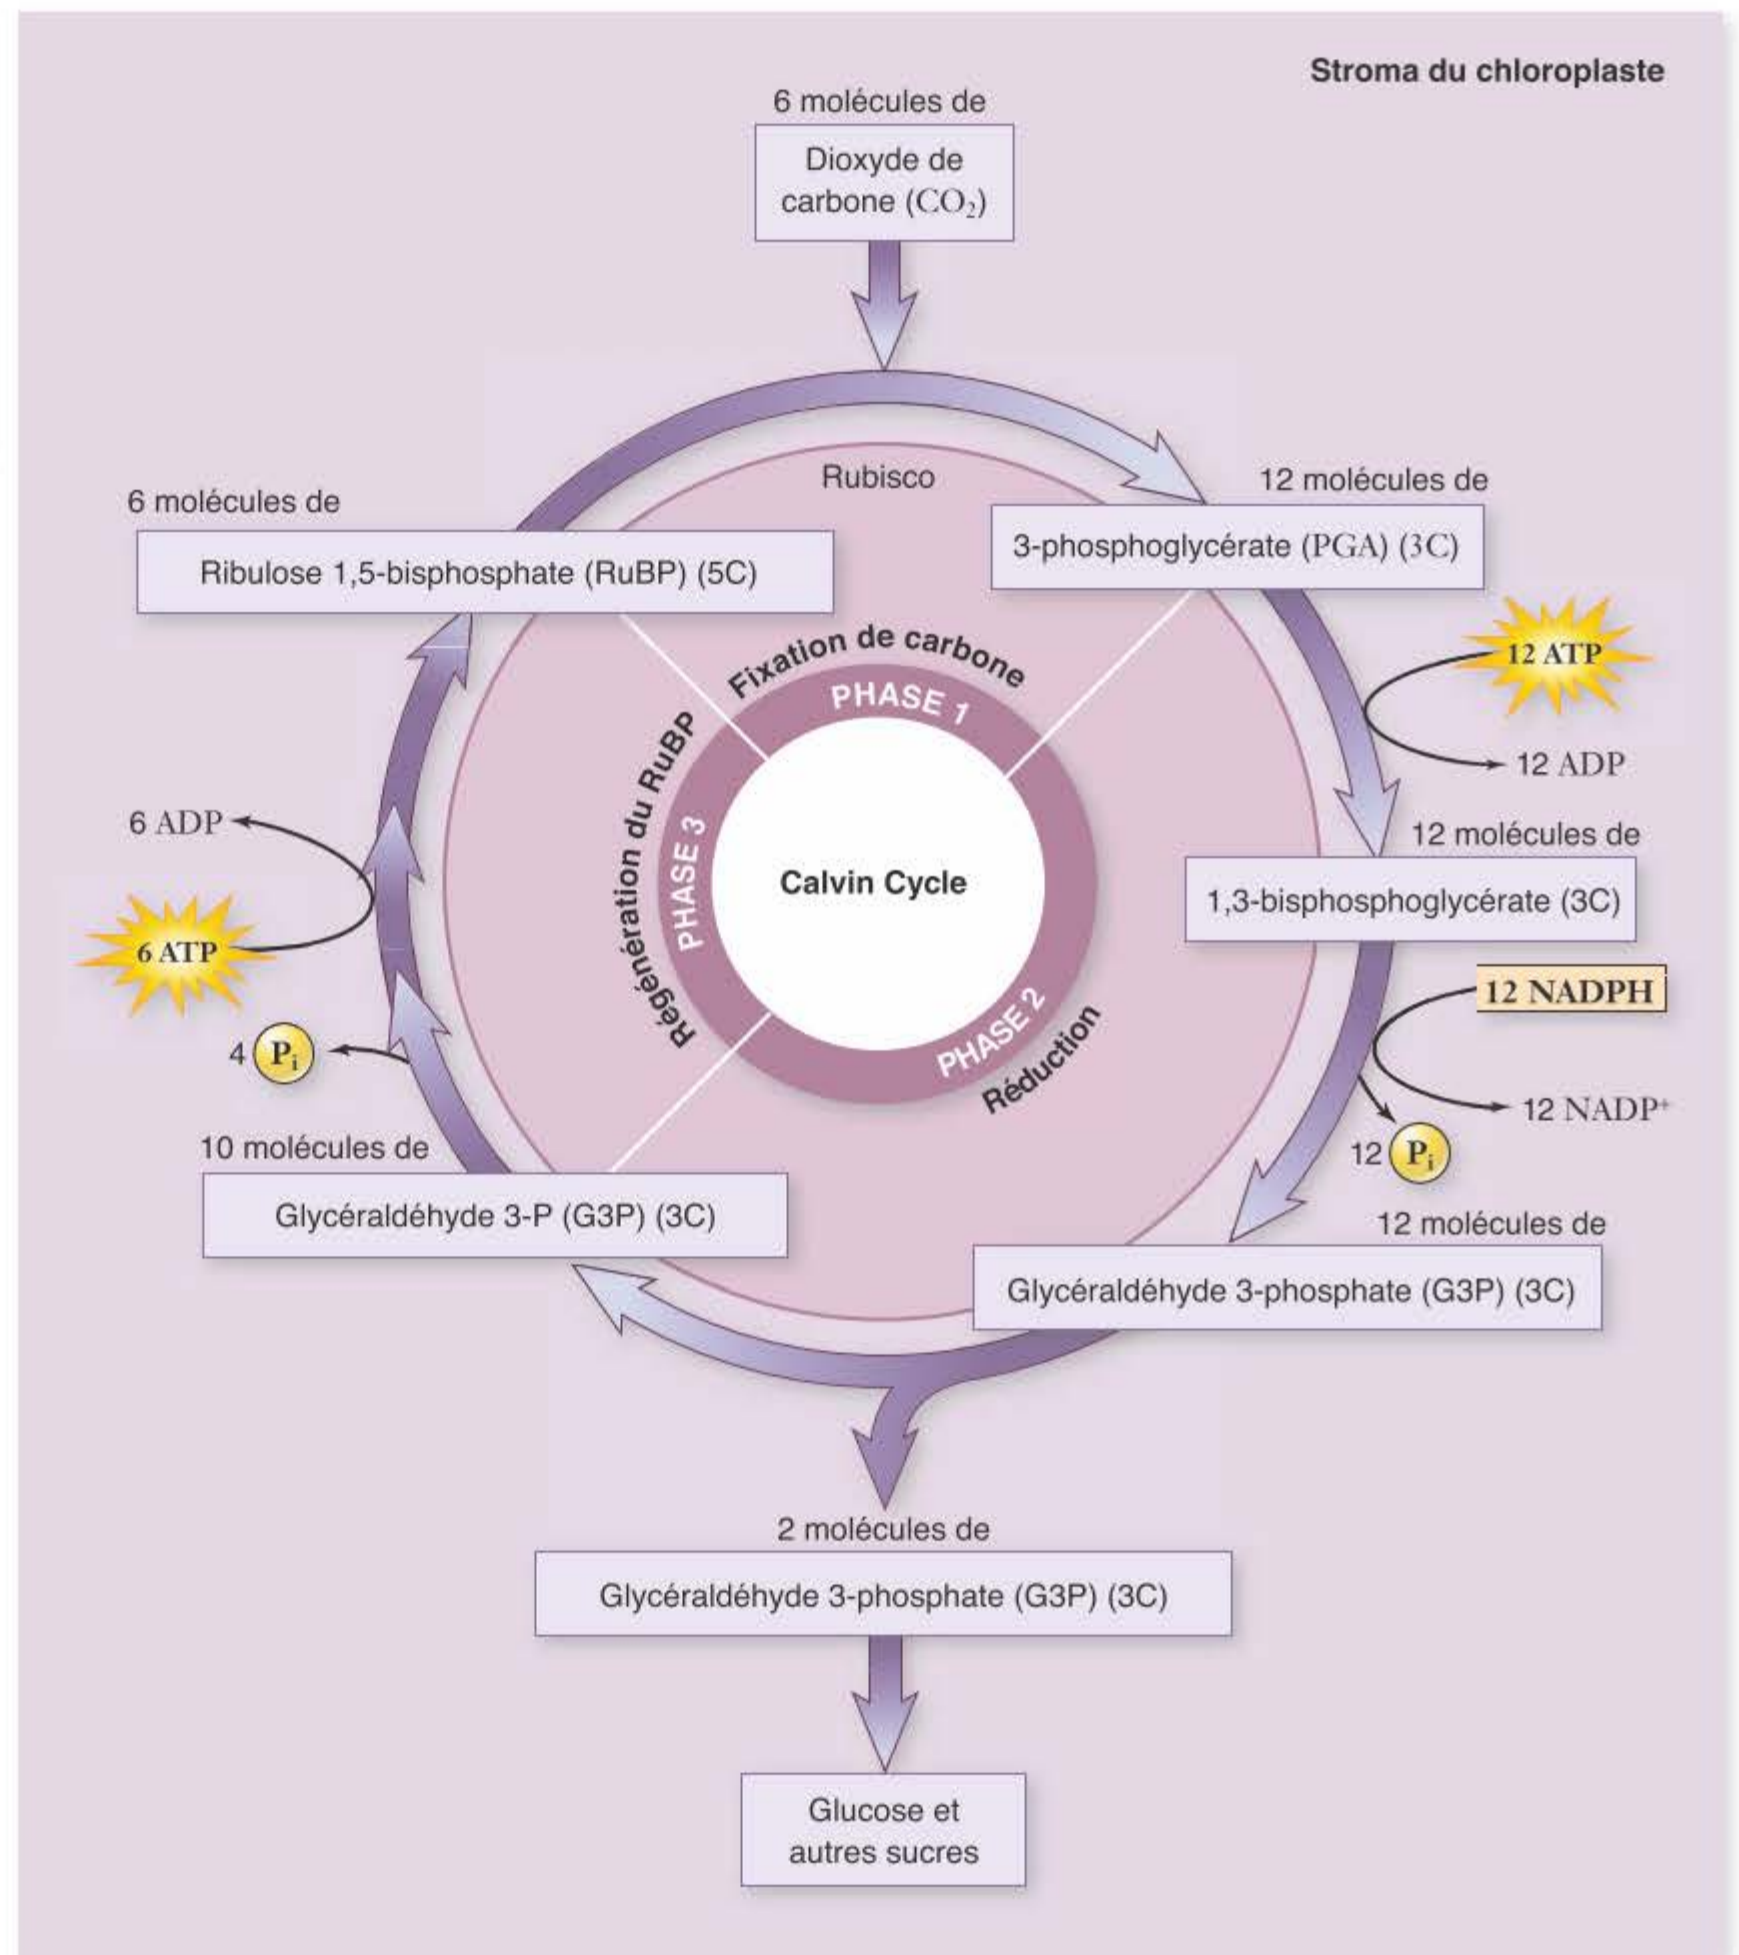 Stroma du chloroplaste
6 molécules de
Dioxyde de
carbone (CO₂)
Rubisco
12 molécules de
3-phosphoglycérate (PGA) (3C)
6 molécules de
Ribulose 1,5-bisphosphate (RuBP) (5C)
12 ATP
12 ADP
Fixation de carbone
PHASE 1
Régénération du RuBP
PHASE 3
Calvin Cycle
PHASE 2
Réduction
12 molécules de
1,3-bisphosphoglycérate (3C)
12 NADPH
12 NADP⁺
12 Pᵢ
12 molécules de
Glycéraldéhyde 3-phosphate (G3P) (3C)
6 ADP
6 ATP
4 Pᵢ
10 molécules de
Glycéraldéhyde 3-P (G3P) (3C)
2 molécules de
Glycéraldéhyde 3-phosphate (G3P) (3C)
Glucose et
autres sucres